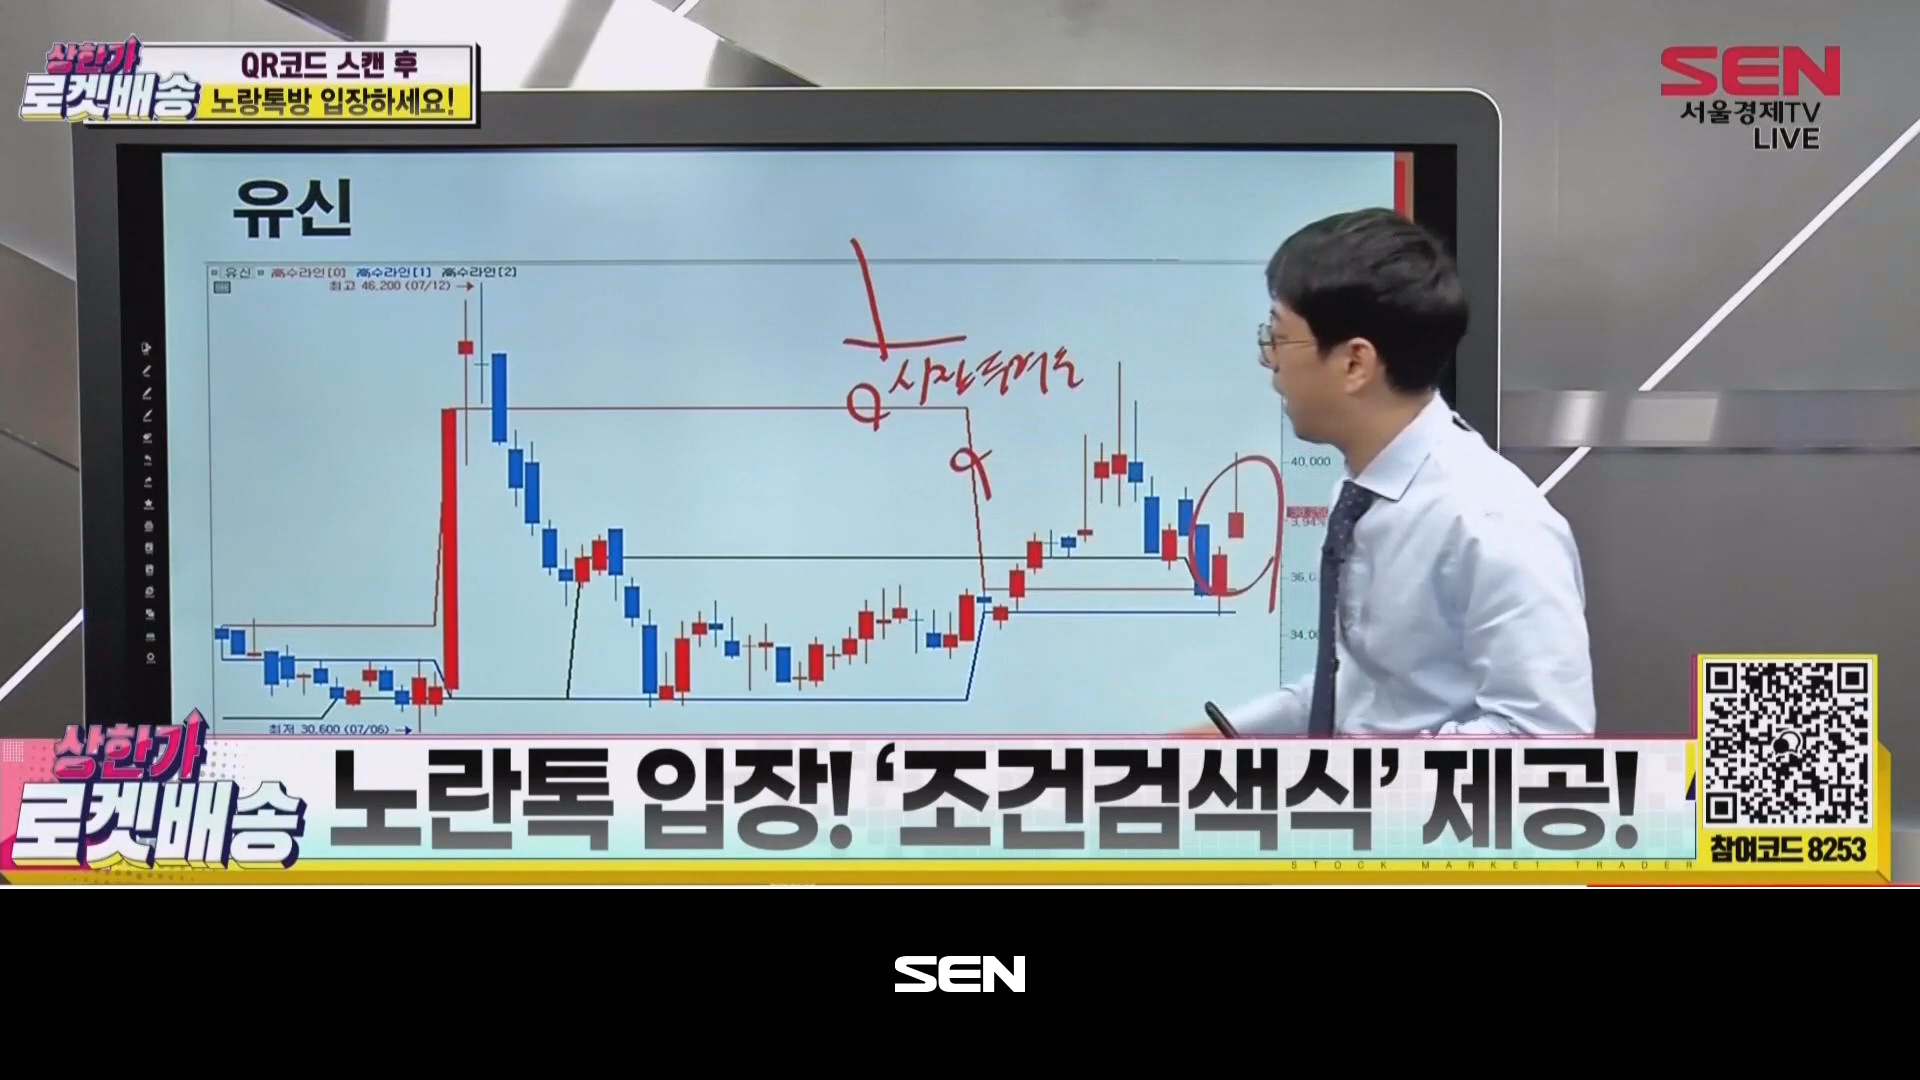 상한가
로켓배송
QR코드 스캔 후
노랑톡방 입장하세요!
SEN
서울경제TV
LIVE
유신
유신 高수라인[0] 高수라인[1] 高수라인[2]
최고 46,200 (07/12)
40,000
3.94%
34,00
최저 30,600 (07/06)
상한가
로켓배송
노란톡 입장! ‘조건검색식’ 제공!
STOCK MARKET TRADER
참여코드 8253
SEN